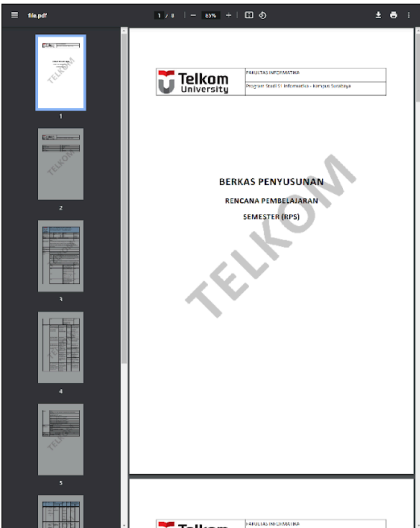 file.pdf
1 / 8
85%
1
2
3
4
5
Telkom
University
FAKULTAS INFORMATIKA
Program Studi S1 Informatika - Kampus Surabaya
BERKAS PENYUSUNAN
RENCANA PEMBELAJARAN
SEMESTER (RPS)
TELKOM
Telkom
FAKULTAS INFORMATIKA